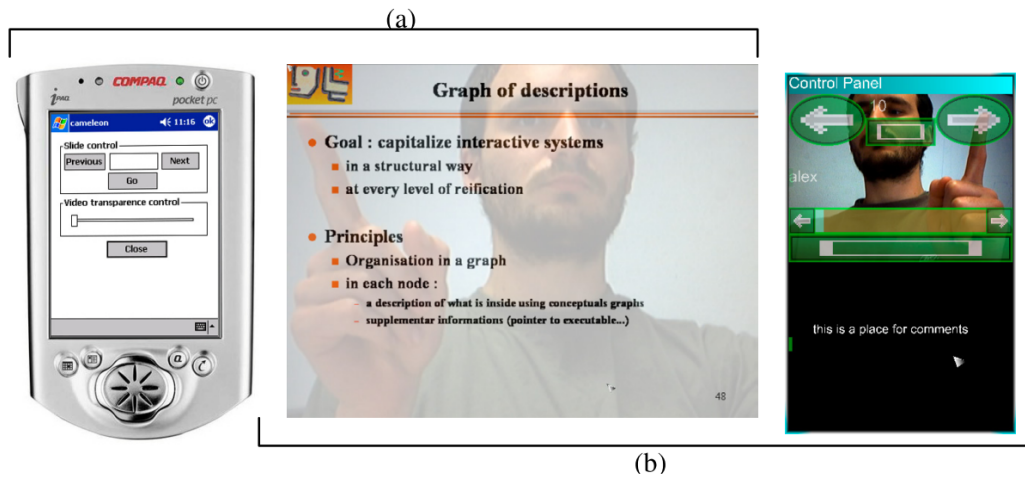 (a)
COMPAQ
iPAQ
pocket pc
cameleon 11:16 ok
Slide control
Previous Next
Go
Video transparence control
Close
Graph of descriptions
Goal : capitalize interactive systems
in a structural way
at every level of reification
Principles
Organisation in a graph
in each node :
a description of what is inside using conceptuals graphs
supplementar informations (pointer to executable...)
48
Control Panel
10
alex
this is a place for comments
(b)